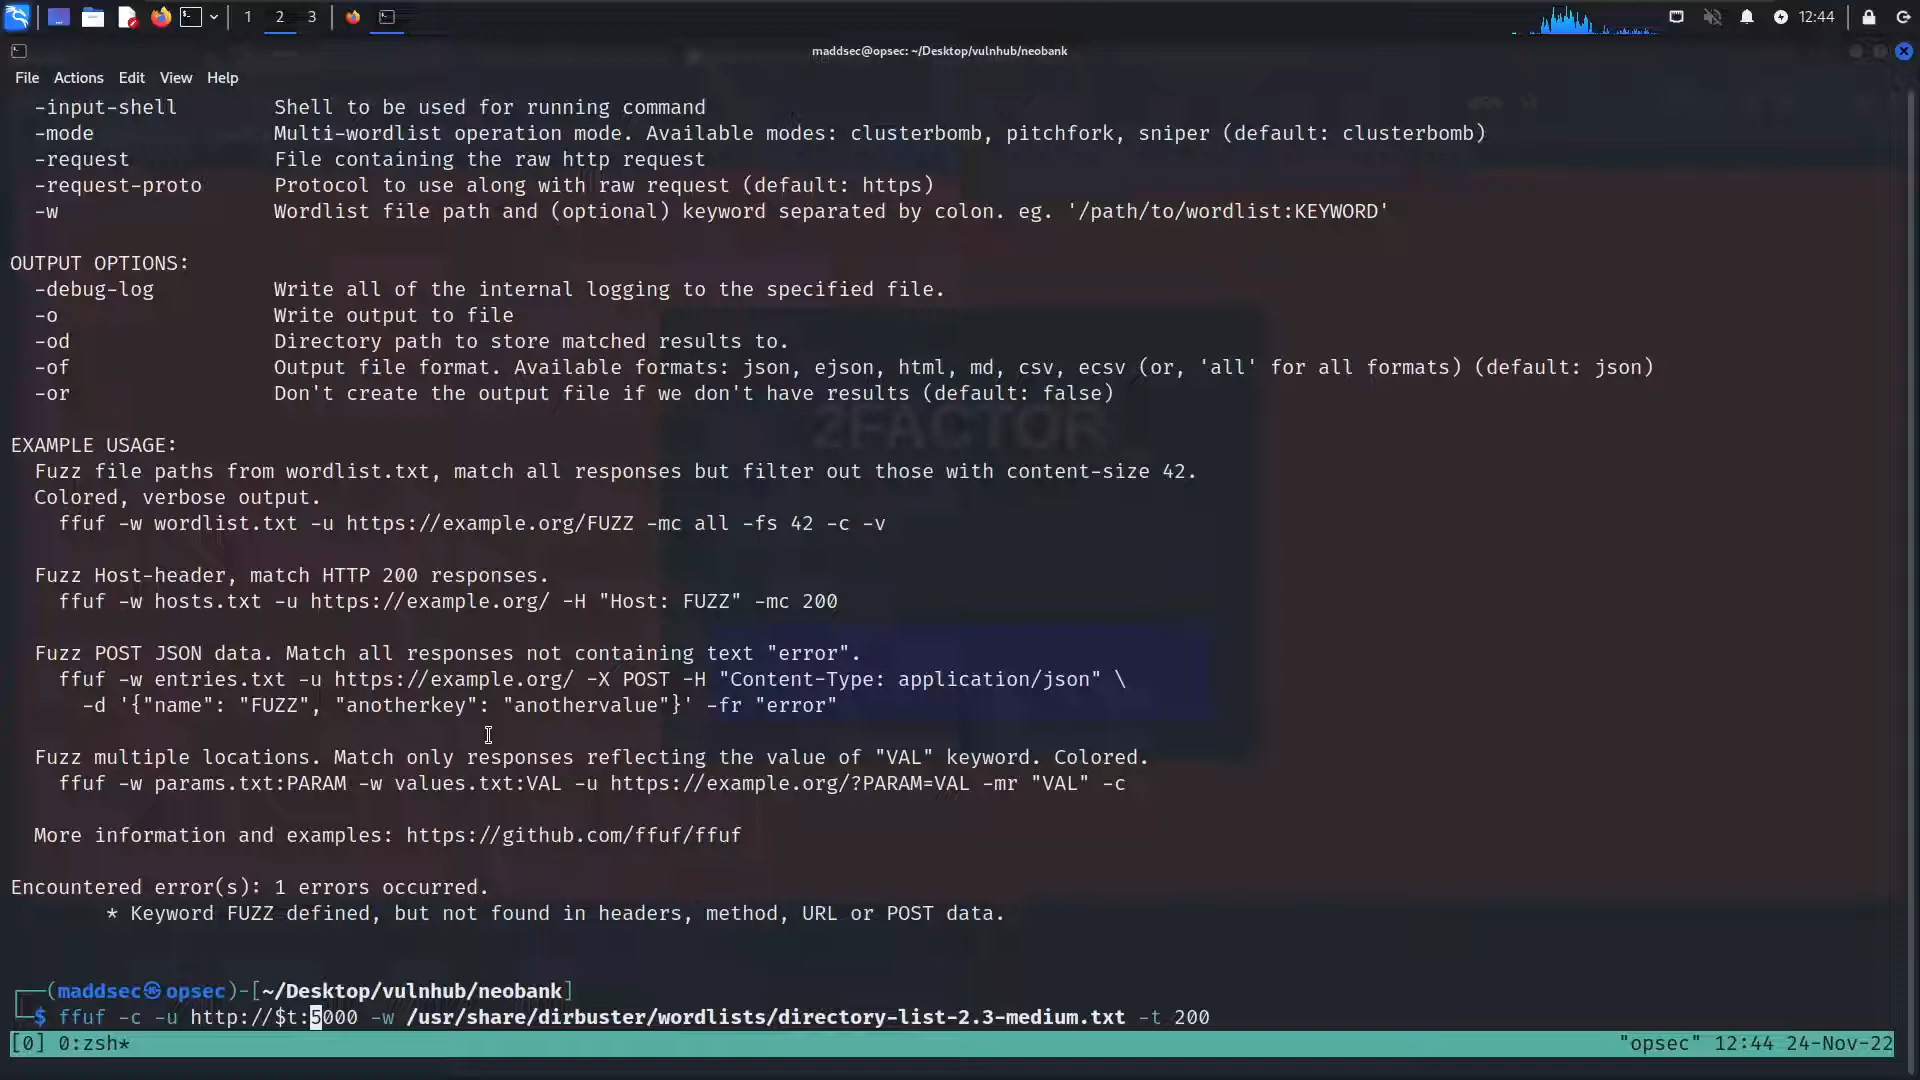 1 2 3 12:44
maddsec@opsec: ~/Desktop/vulnhub/neobank
File Actions Edit View Help
-input-shell Shell to be used for running command
-mode Multi-wordlist operation mode. Available modes: clusterbomb, pitchfork, sniper (default: clusterbomb)
-request File containing the raw http request
-request-proto Protocol to use along with raw request (default: https)
-w Wordlist file path and (optional) keyword separated by colon. eg. '/path/to/wordlist:KEYWORD'
OUTPUT OPTIONS:
-debug-log Write all of the internal logging to the specified file.
-o Write output to file
-od Directory path to store matched results to.
-of Output file format. Available formats: json, ejson, html, md, csv, ecsv (or, 'all' for all formats) (default: json)
-or Don't create the output file if we don't have results (default: false)
2FACTOR
EXAMPLE USAGE:
Fuzz file paths from wordlist.txt, match all responses but filter out those with content-size 42.
Colored, verbose output.
ffuf -w wordlist.txt -u https://example.org/FUZZ -mc all -fs 42 -c -v
Fuzz Host-header, match HTTP 200 responses.
ffuf -w hosts.txt -u https://example.org/ -H "Host: FUZZ" -mc 200
Fuzz POST JSON data. Match all responses not containing text "error".
ffuf -w entries.txt -u https://example.org/ -X POST -H "Content-Type: application/json" \
-d '{"name": "FUZZ", "anotherkey": "anothervalue"}' -fr "error"
Fuzz multiple locations. Match only responses reflecting the value of "VAL" keyword. Colored.
ffuf -w params.txt:PARAM -w values.txt:VAL -u https://example.org/?PARAM=VAL -mr "VAL" -c
More information and examples: https://github.com/ffuf/ffuf
Encountered error(s): 1 errors occurred.
* Keyword FUZZ defined, but not found in headers, method, URL or POST data.
┌──(maddsec㉿opsec)-[~/Desktop/vulnhub/neobank]
└─$ ffuf -c -u http://$t:5000 -w /usr/share/dirbuster/wordlists/directory-list-2.3-medium.txt -t 200
[0] 0:zsh* "opsec" 12:44 24-Nov-22